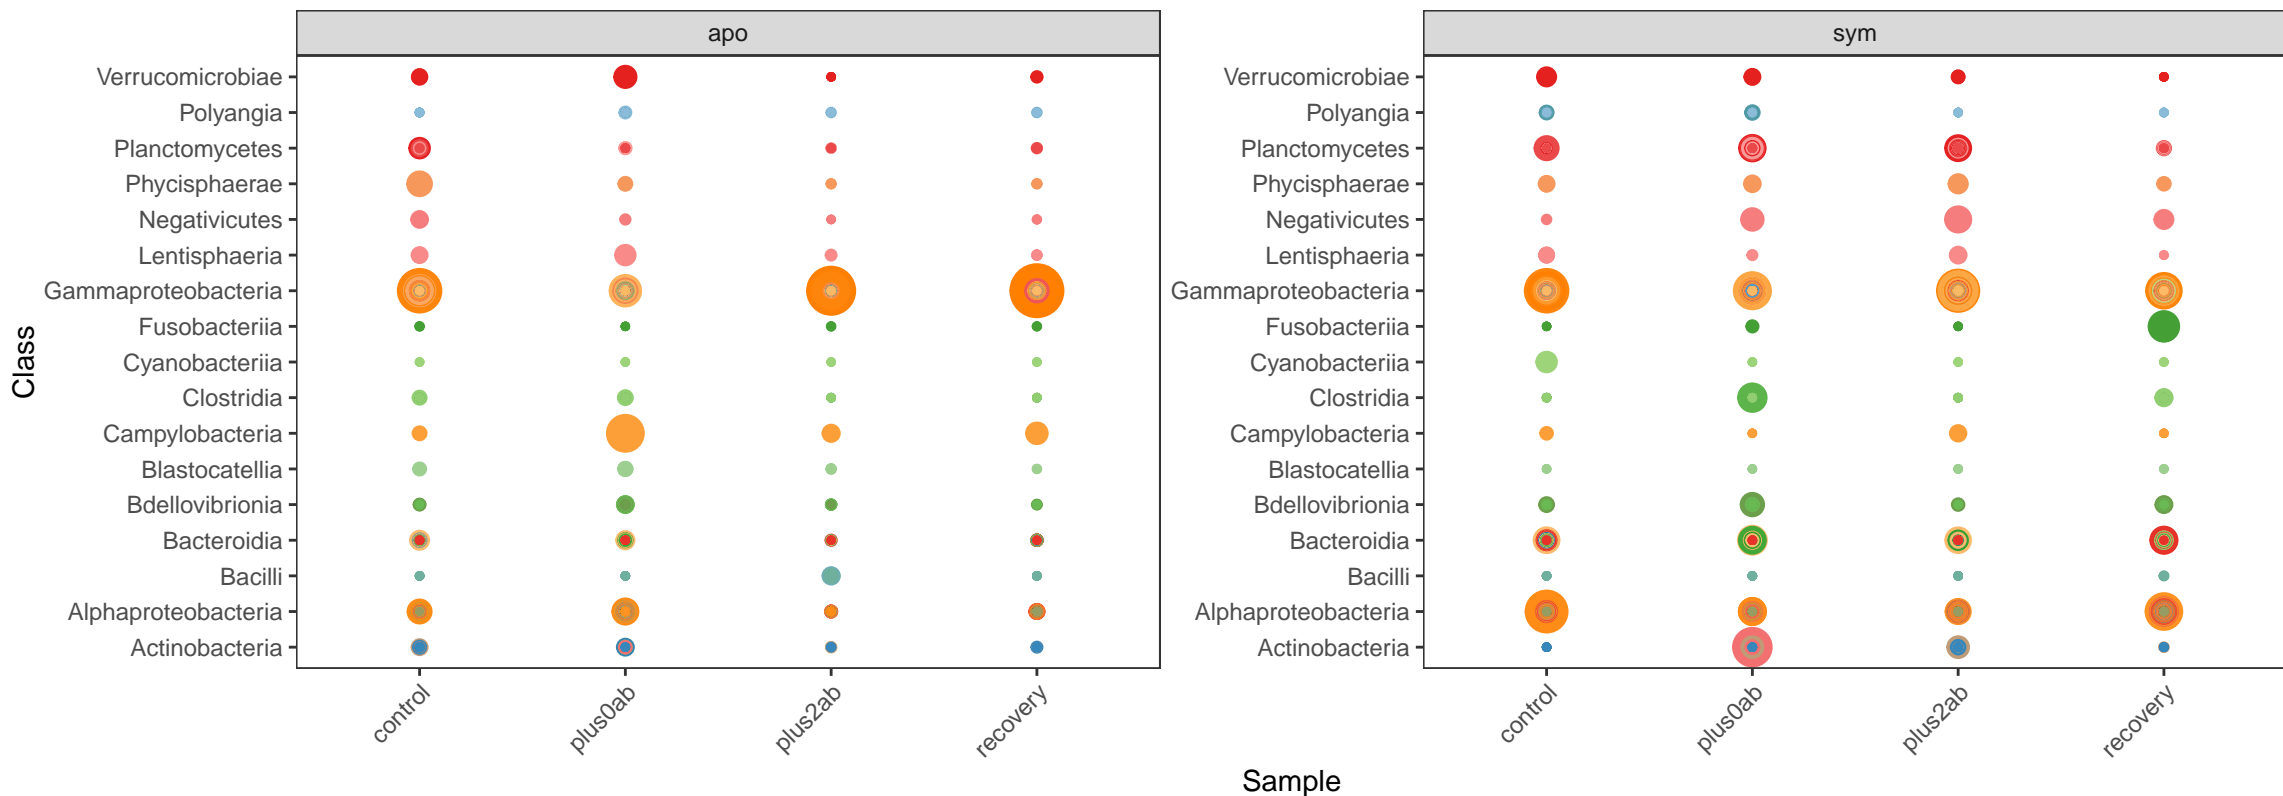 apo
sym
Verrucomicrobiae
Polyangia
Planctomycetes
Phycisphaerae
Negativicutes
Lentisphaeria
Gammaproteobacteria
Fusobacteriia
Cyanobacteriia
Clostridia
Campylobacteria
Blastocatellia
Bdellovibrionia
Bacteroidia
Bacilli
Alphaproteobacteria
Actinobacteria
Verrucomicrobiae
Polyangia
Planctomycetes
Phycisphaerae
Negativicutes
Lentisphaeria
Gammaproteobacteria
Fusobacteriia
Cyanobacteriia
Clostridia
Campylobacteria
Blastocatellia
Bdellovibrionia
Bacteroidia
Bacilli
Alphaproteobacteria
Actinobacteria
Class
control
plus0ab
plus2ab
recovery
control
plus0ab
plus2ab
recovery
Sample